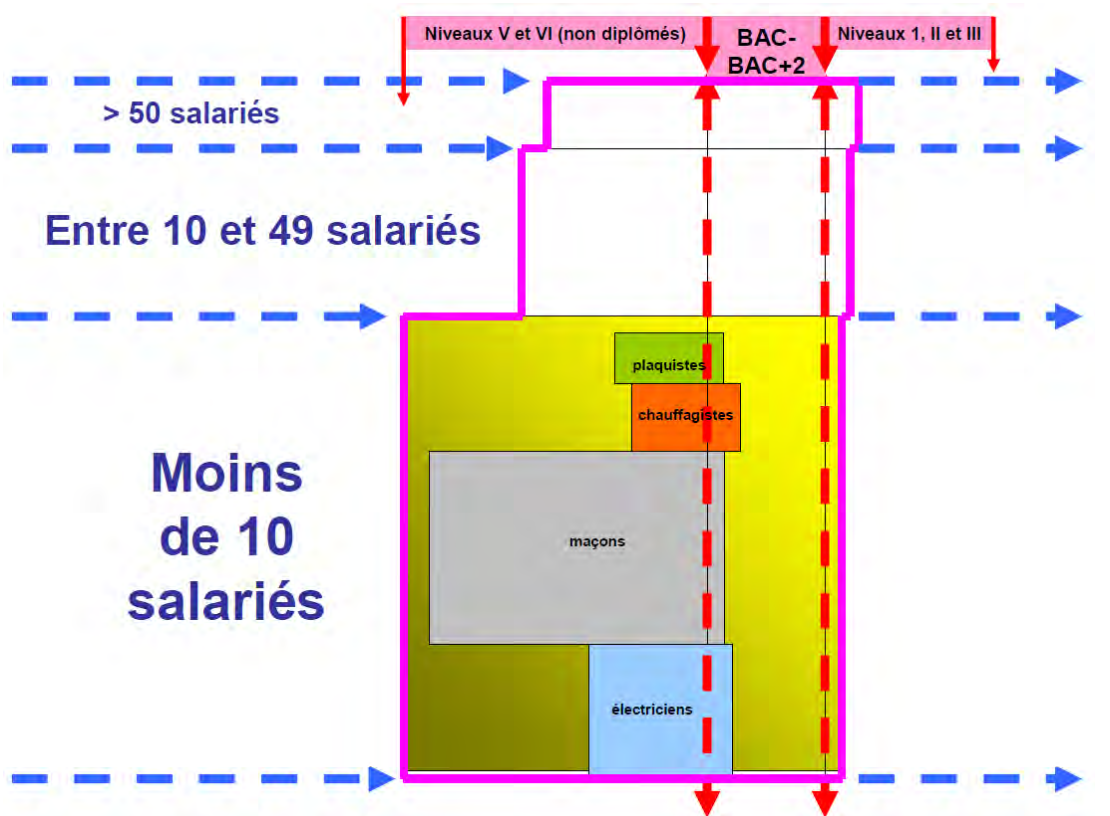 Niveaux V et VI (non diplômés)
BAC-
BAC+2
Niveaux 1, II et III
> 50 salariés
Entre 10 et 49 salariés
plaquistes
chauffagistes
Moins
de 10
salariés
maçons
électriciens